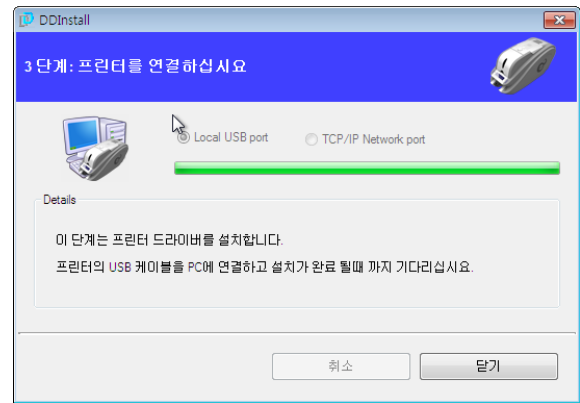 DDInstall
3 단계: 프린터를 연결하십시요
Local USB port
TCP/IP Network port
Details
이 단계는 프린터 드라이버를 설치합니다.
프린터의 USB 케이블을 PC에 연결하고 설치가 완료 될때 까지 기다리십시요.
취소
닫기